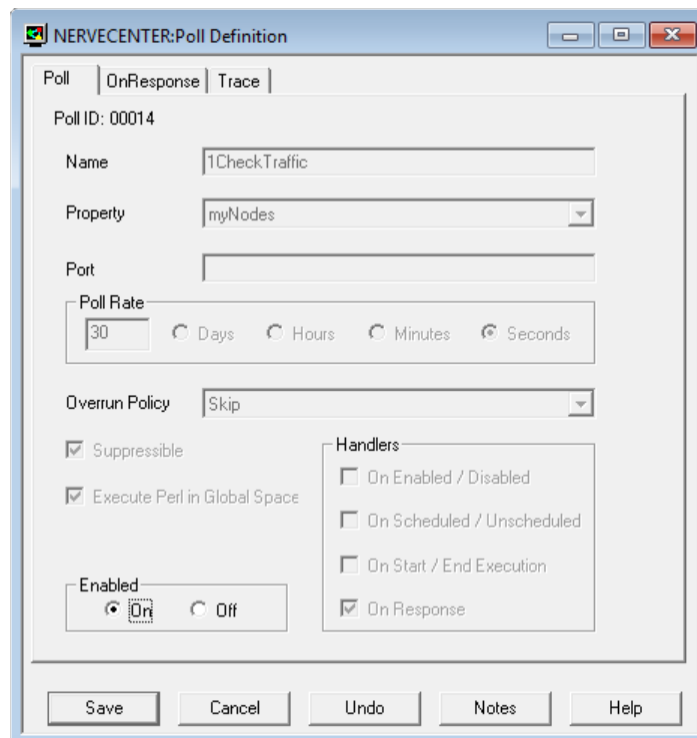 NERVECENTER:Poll Definition
Poll OnResponse Trace
Poll ID: 00014
Name 1CheckTraffic
Property myNodes
Port
Poll Rate
30 Days Hours Minutes Seconds
Overrun Policy Skip
Suppressible
Execute Perl in Global Space
Handlers
On Enabled / Disabled
On Scheduled / Unscheduled
On Start / End Execution
On Response
Enabled
On Off
Save Cancel Undo Notes Help